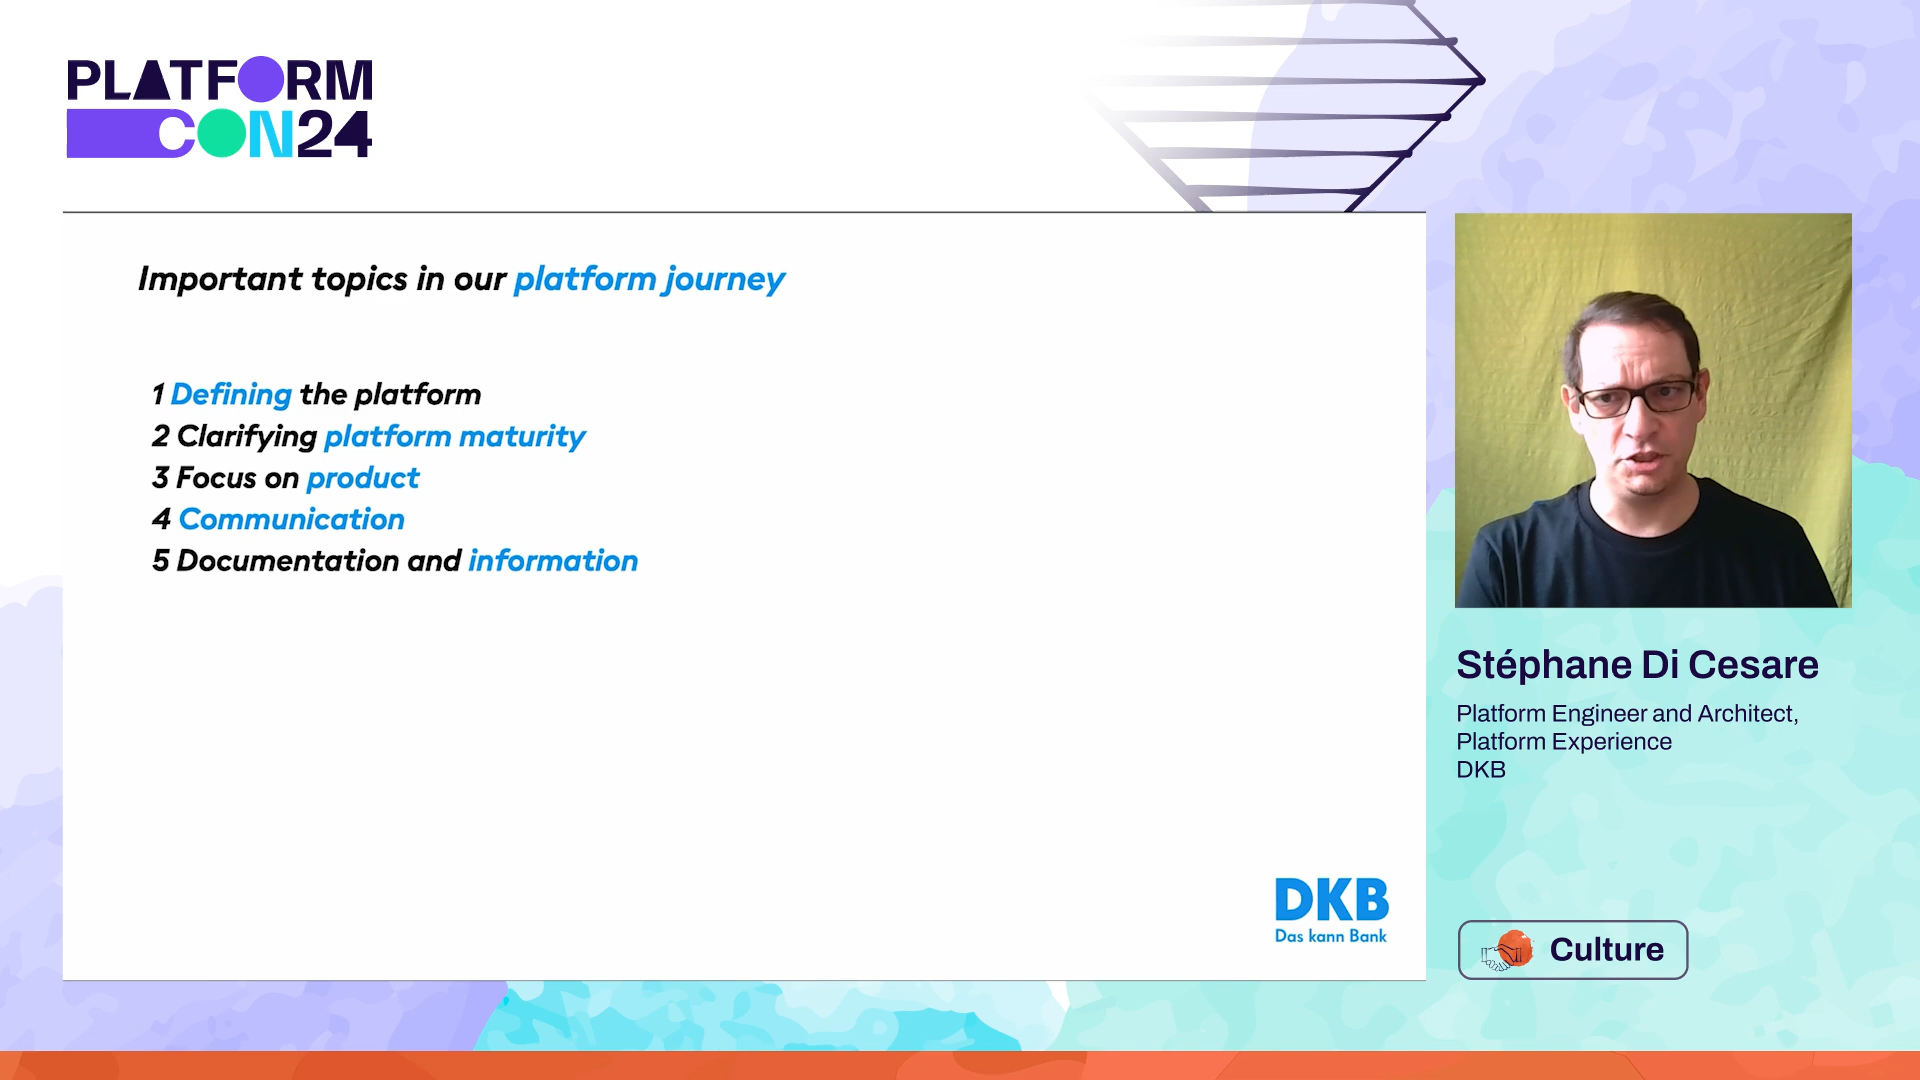 PLATFORM
CON24
Important topics in our platform journey
1 Defining the platform
2 Clarifying platform maturity
3 Focus on product
4 Communication
5 Documentation and information
DKB
Das kann Bank
Stéphane Di Cesare
Platform Engineer and Architect,
Platform Experience
DKB
Culture